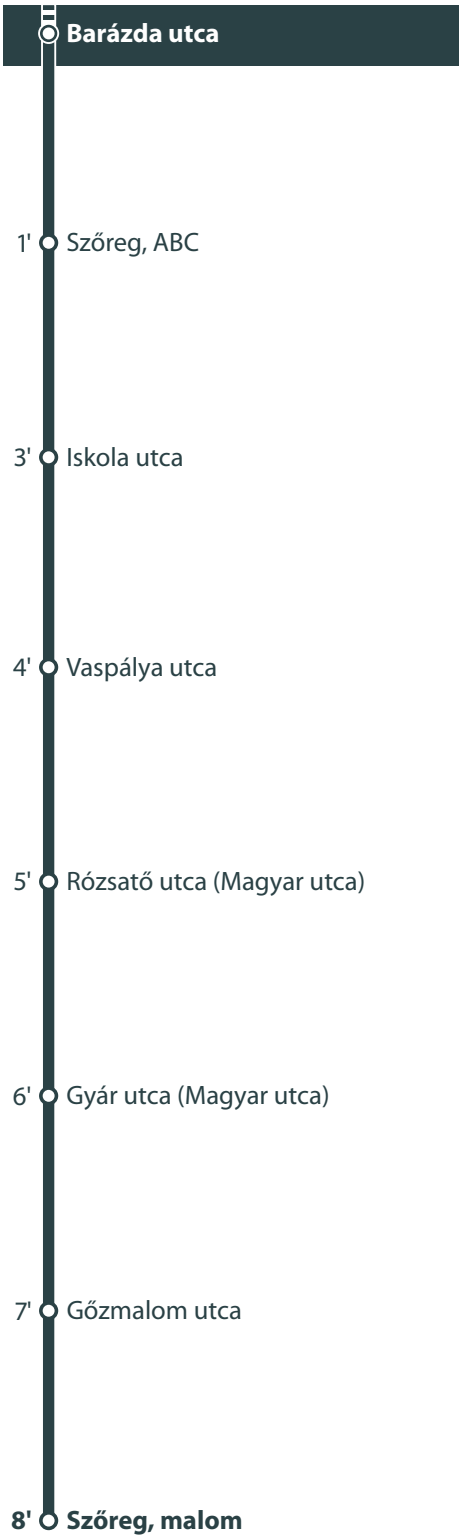 Barázda utca
1' Szőreg, ABC
3' Iskola utca
4' Vaspálya utca
5' Rózsatő utca (Magyar utca)
6' Gyár utca (Magyar utca)
7' Gőzmalom utca
8' Szőreg, malom